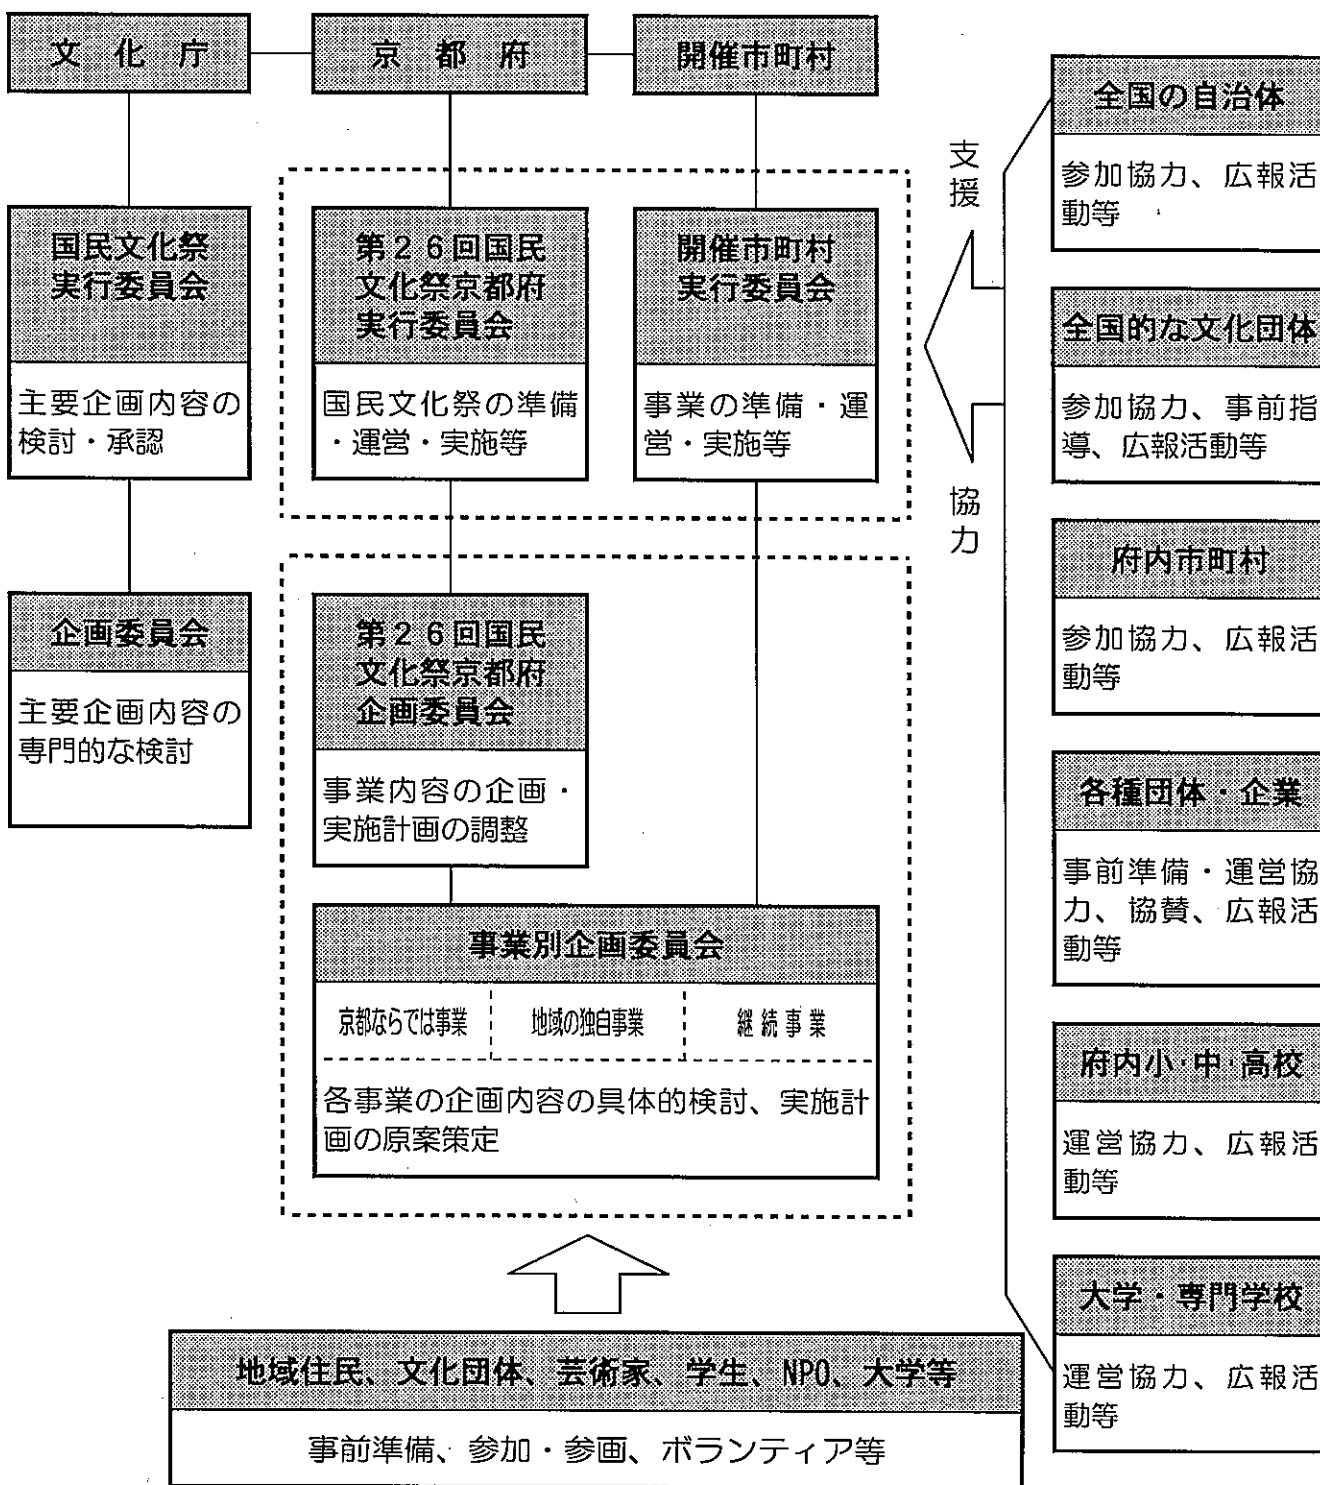 文化庁
京都府
開催市町村
国民文化祭
実行委員会
主要企画内容の
検討・承認
第26回国民
文化祭京都府
実行委員会
国民文化祭の準備
・運営・実施等
開催市町村
実行委員会
事業の準備・運
営・実施等
企画委員会
主要企画内容の
専門的な検討
第26回国民
文化祭京都府
企画委員会
事業内容の企画・
実施計画の調整
事業別企画委員会
京都ならでは事業
地域の独自事業
継続事業
各事業の企画内容の具体的検討、実施計
画の原案策定
地域住民、文化団体、芸術家、学生、NPO、大学等
事前準備、参加・参画、ボランティア等
支援
協力
全国の自治体
参加協力、広報活
動等
全国的な文化団体
参加協力、事前指
導、広報活動等
府内市町村
参加協力、広報活
動等
各種団体・企業
事前準備・運営協
力、協賛、広報活
動等
府内小・中・高校
運営協力、広報活
動等
大学・専門学校
運営協力、広報活
動等